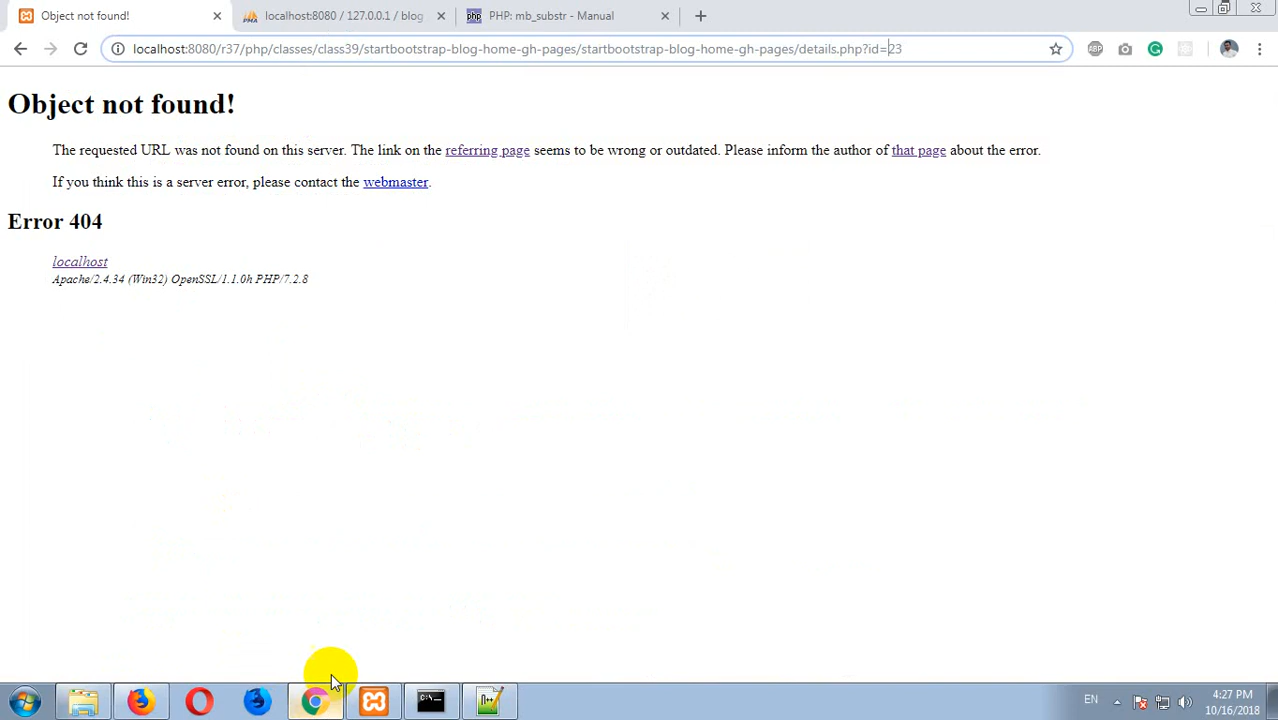 Object not found!
localhost:8080 / 127.0.0.1 / blog
PHP: mb_substr - Manual
localhost:8080/r37/php/classes/class39/startbootstrap-blog-home-gh-pages/startbootstrap-blog-home-gh-pages/details.php?id=23
ABP
Object not found!
The requested URL was not found on this server. The link on the referring page seems to be wrong or outdated. Please inform the author of that page about the error.
If you think this is a server error, please contact the webmaster.
Error 404
localhost
Apache/2.4.34 (Win32) OpenSSL/1.1.0h PHP/7.2.8
EN
4:27 PM
10/16/2018